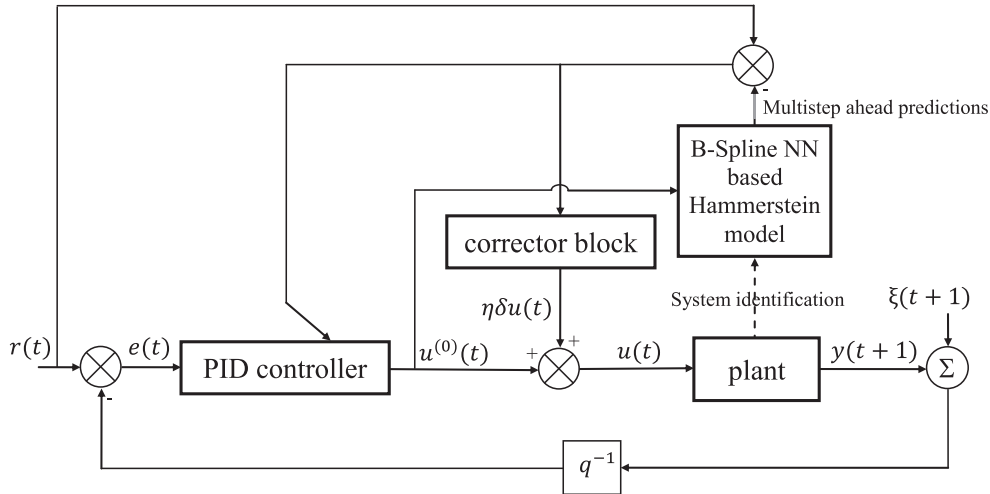 -
Multistep ahead predictions
B-Spline NN
based
Hammerstein
model
corrector block
System identification
ξ(t + 1)
ηδu(t)
r(t)
e(t)
PID controller
u⁽⁰⁾(t)
+
+
u(t)
plant
y(t + 1)
Σ
-
q⁻¹